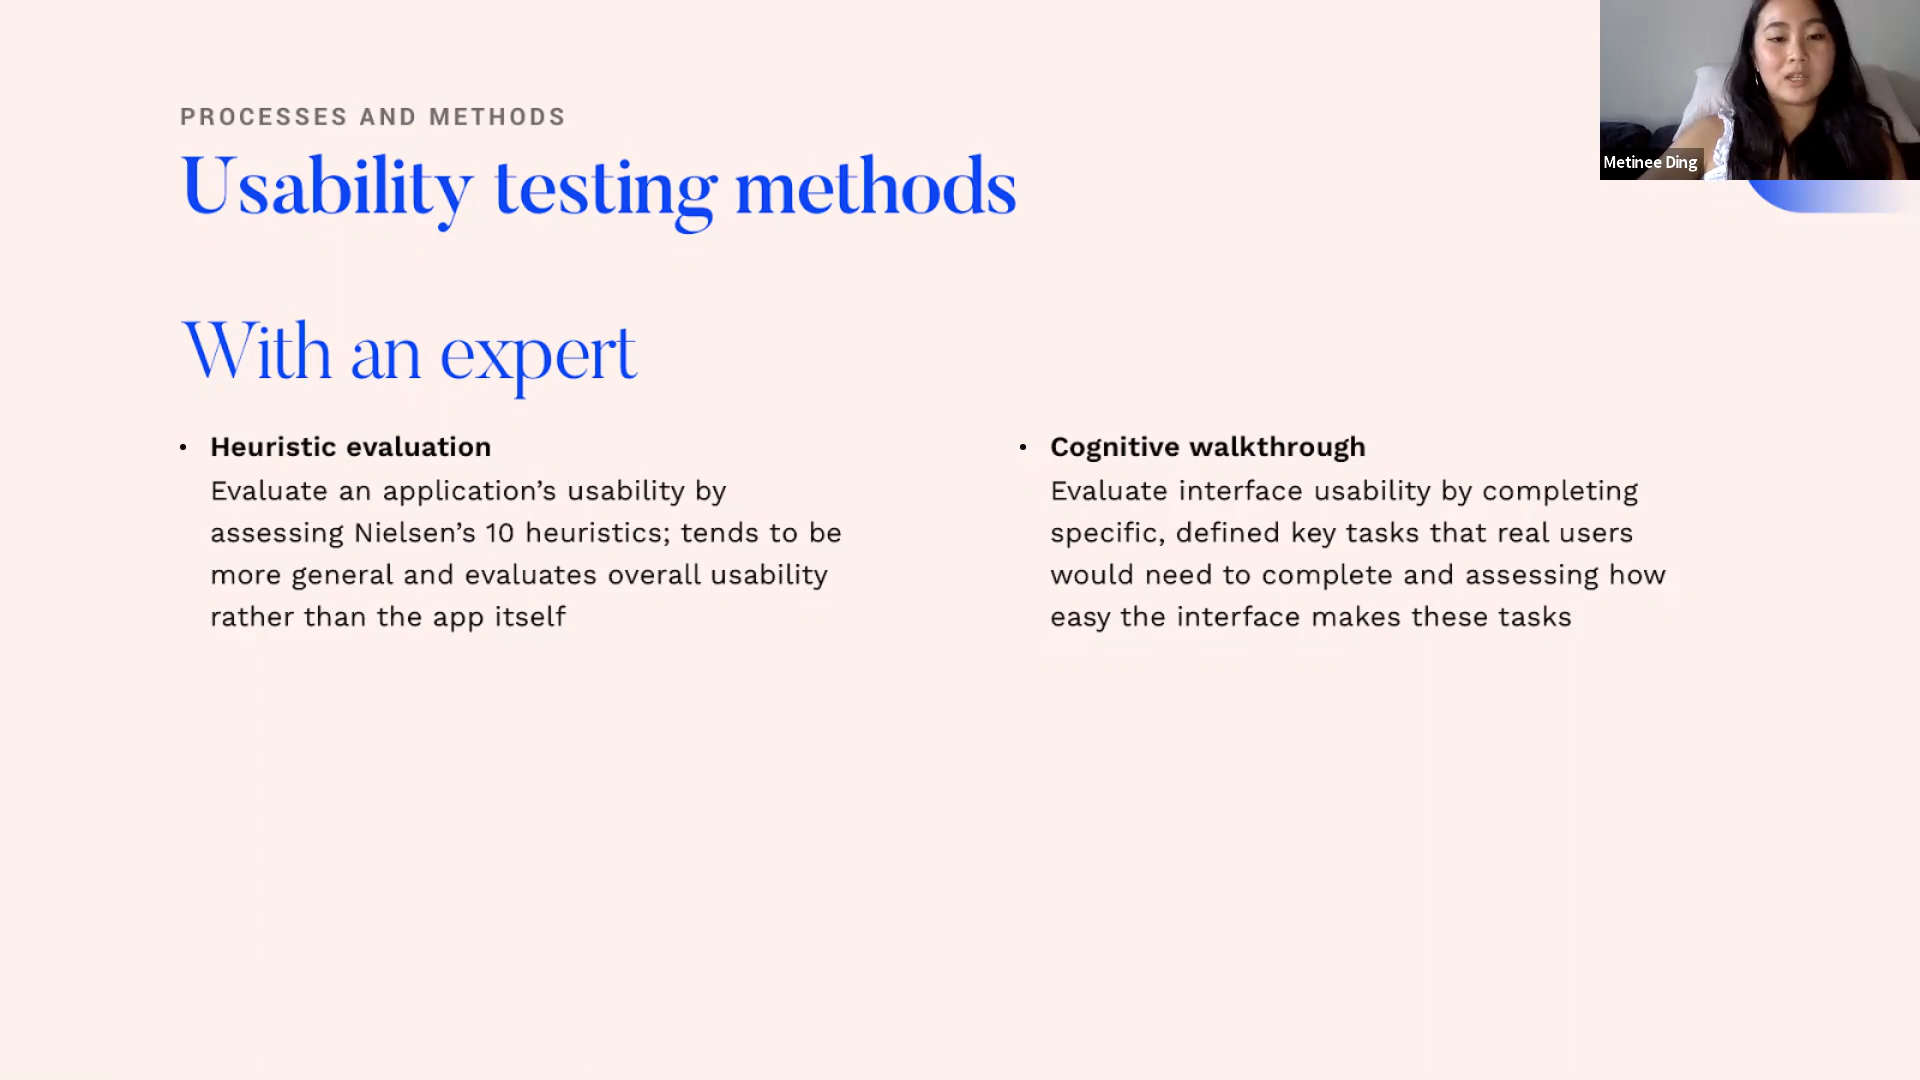 PROCESSES AND METHODS
Usability testing methods
Metinee Ding
With an expert
• Heuristic evaluation
Evaluate an application’s usability by
assessing Nielsen’s 10 heuristics; tends to be
more general and evaluates overall usability
rather than the app itself
• Cognitive walkthrough
Evaluate interface usability by completing
specific, defined key tasks that real users
would need to complete and assessing how
easy the interface makes these tasks